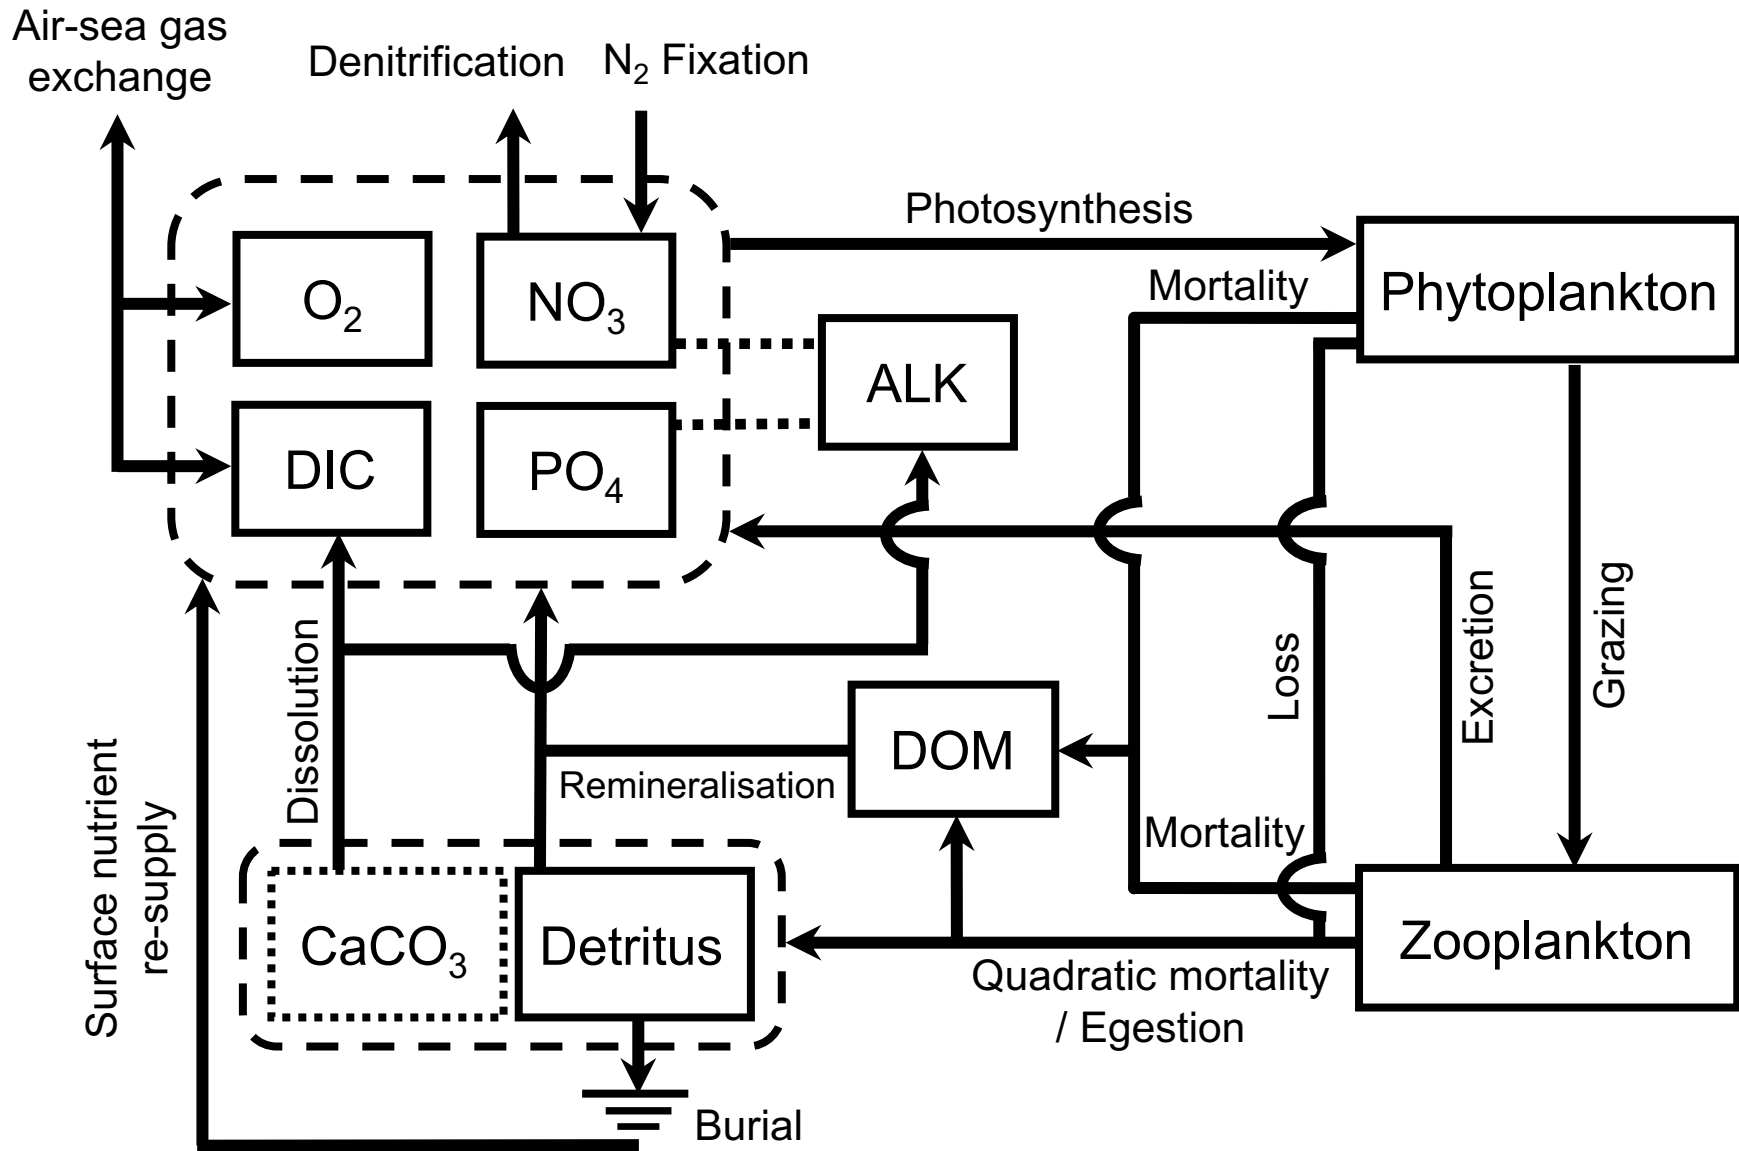 Air-sea gas
exchange
Denitrification
N₂ Fixation
Photosynthesis
Mortality
Phytoplankton
O₂
NO₃
ALK
DIC
PO₄
Dissolution
Loss
Excretion
Grazing
DOM
Remineralisation
Surface nutrient
re-supply
Mortality
CaCO₃
Detritus
Zooplankton
Quadratic mortality
/ Egestion
Burial